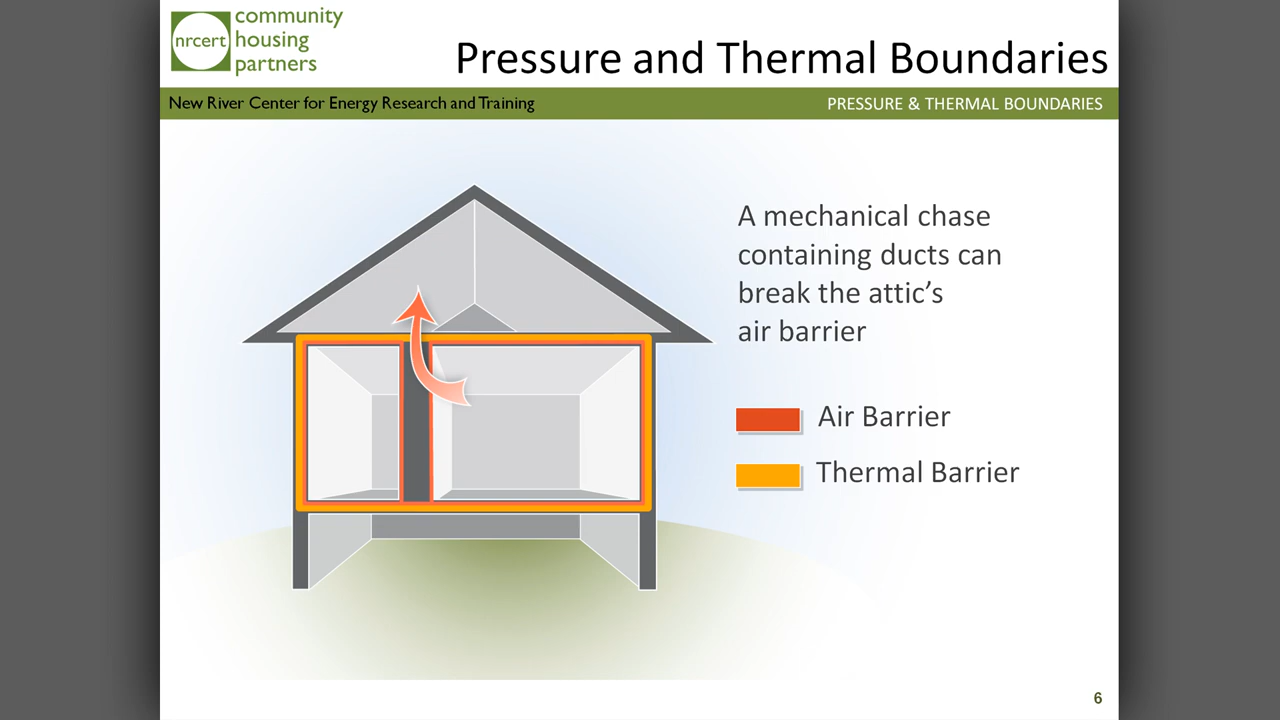 nrcert
community
housing
partners
Pressure and Thermal Boundaries
New River Center for Energy Research and Training
PRESSURE & THERMAL BOUNDARIES
A mechanical chase
containing ducts can
break the attic’s
air barrier
Air Barrier
Thermal Barrier
6